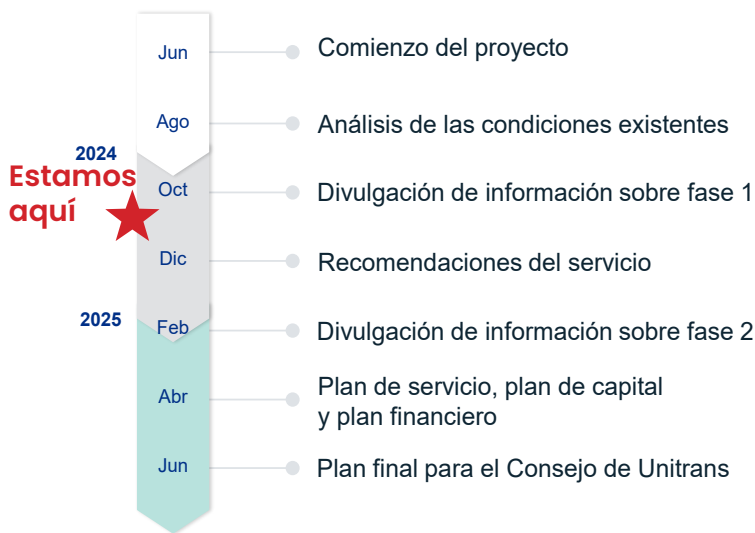 Jun
Comienzo del proyecto
Ago
Análisis de las condiciones existentes
2024
Estamos
aquí
Oct
Divulgación de información sobre fase 1
Dic
Recomendaciones del servicio
2025
Feb
Divulgación de información sobre fase 2
Abr
Plan de servicio, plan de capital
y plan financiero
Jun
Plan final para el Consejo de Unitrans